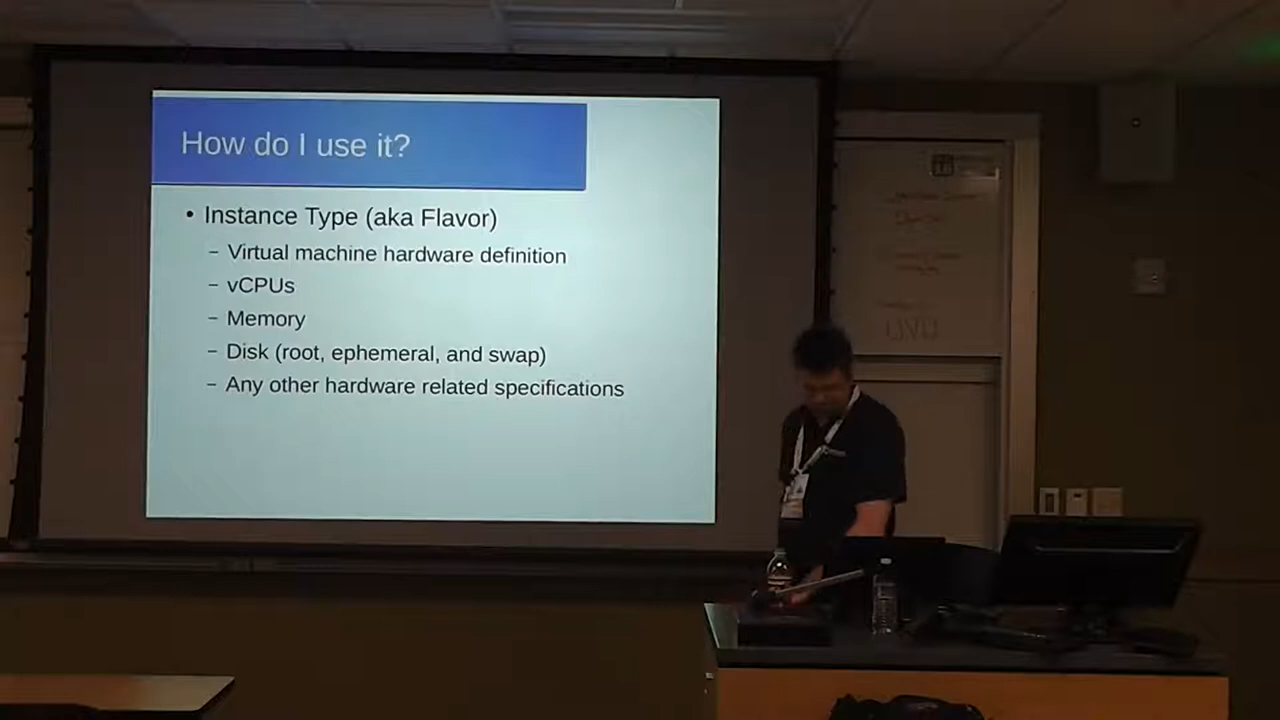 How do I use it?
• Instance Type (aka Flavor)
– Virtual machine hardware definition
– vCPUs
– Memory
– Disk (root, ephemeral, and swap)
– Any other hardware related specifications